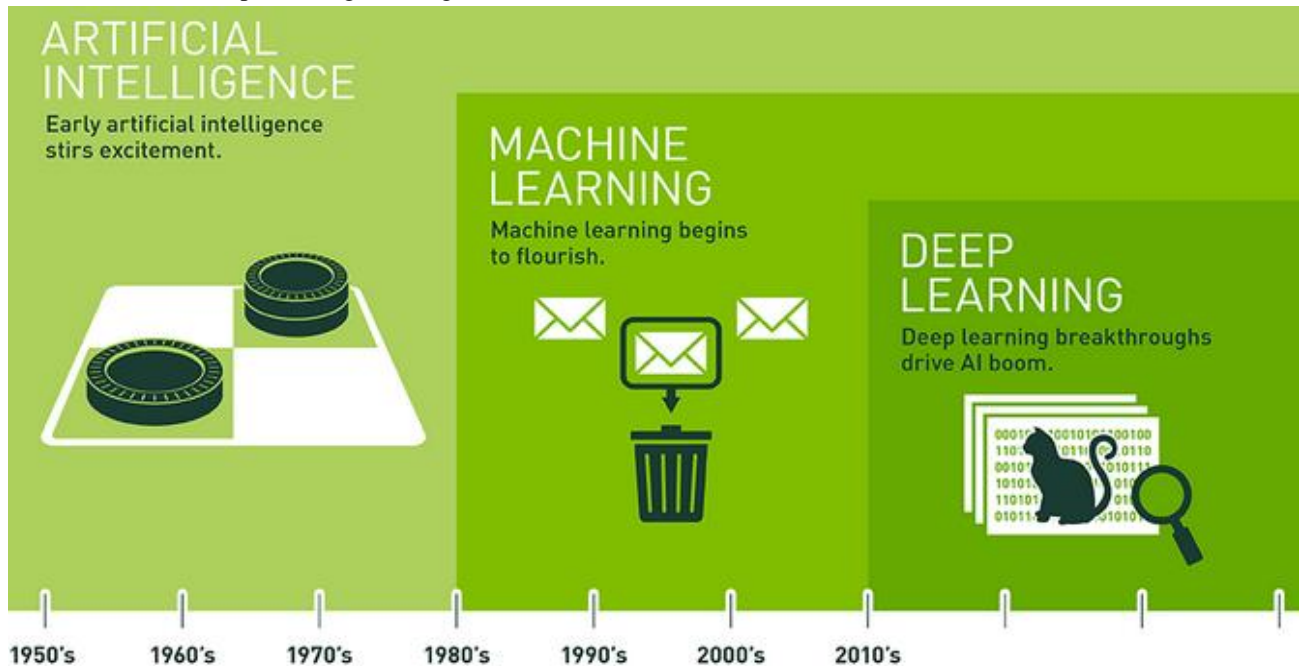 ARTIFICIAL
INTELLIGENCE
Early artificial intelligence
stirs excitement.
MACHINE
LEARNING
Machine learning begins
to flourish.
DEEP
LEARNING
Deep learning breakthroughs
drive AI boom.
1950's 1960's 1970's 1980's 1990's 2000's 2010's